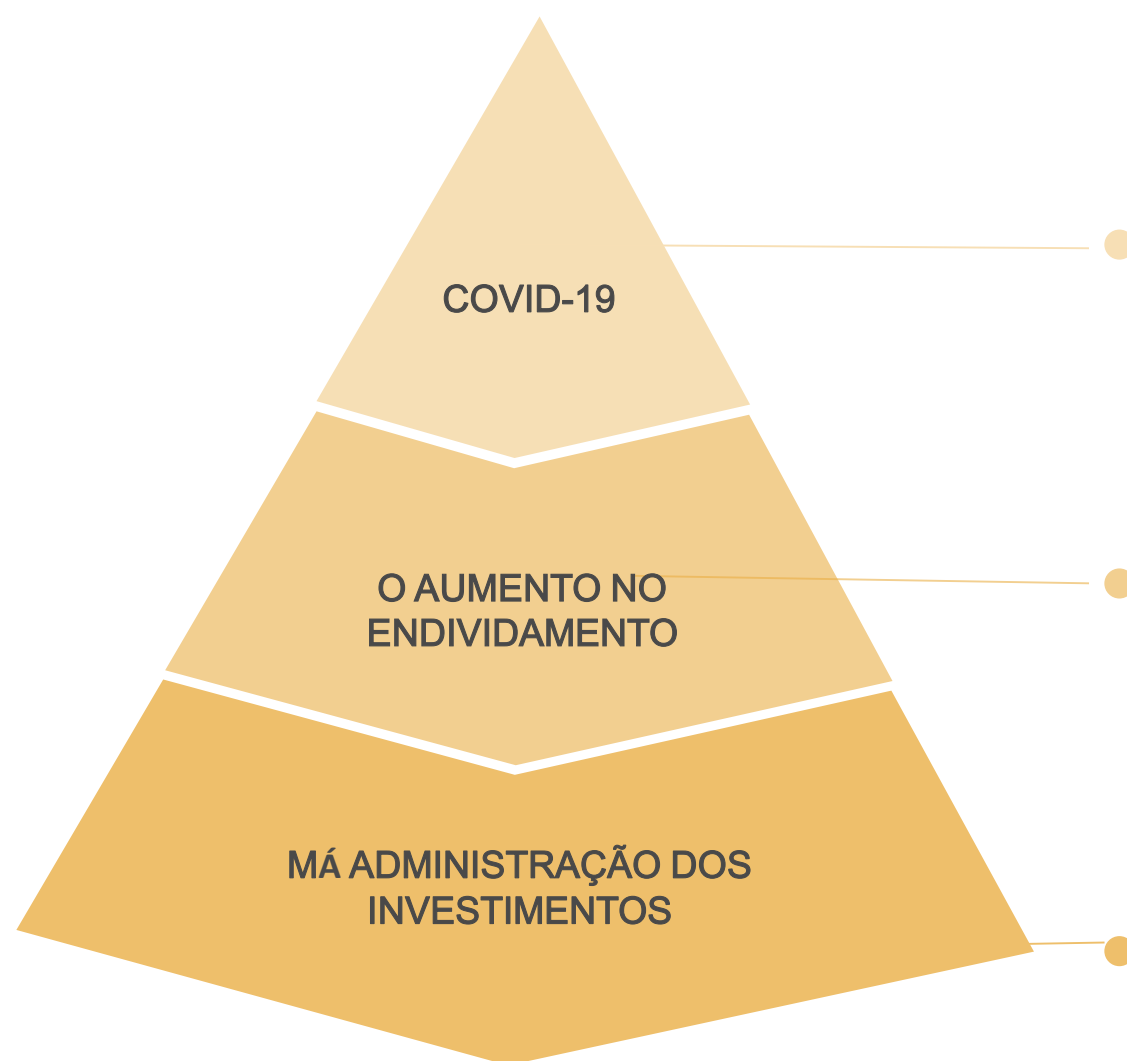 COVID-19
O AUMENTO NO
ENDIVIDAMENTO
MÁ ADMINISTRAÇÃO DOS
INVESTIMENTOS